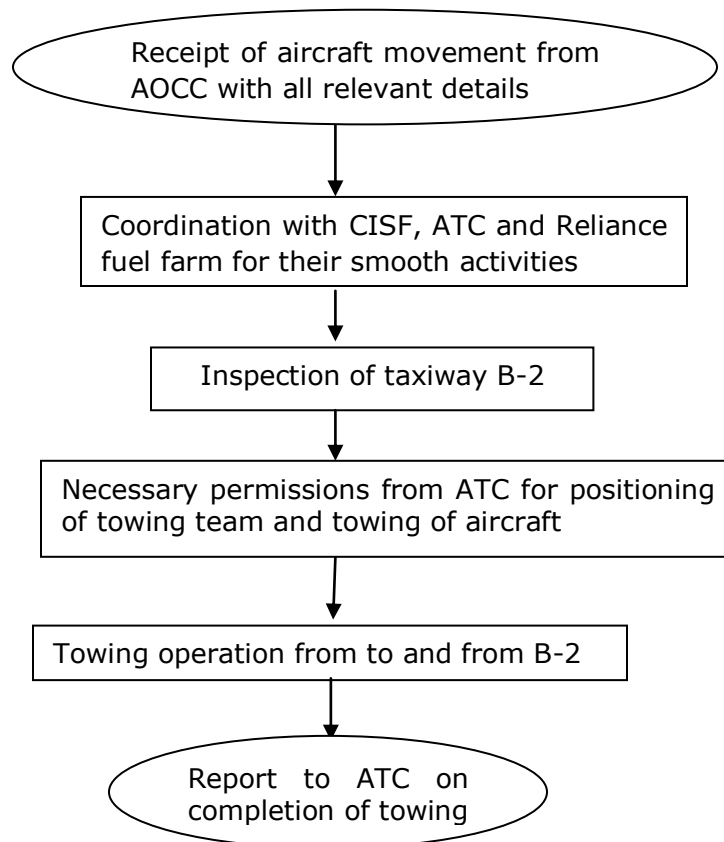 Receipt of aircraft movement from
AOCC with all relevant details
Coordination with CISF, ATC and Reliance
fuel farm for their smooth activities
Inspection of taxiway B-2
Necessary permissions from ATC for positioning
of towing team and towing of aircraft
Towing operation from to and from B-2
Report to ATC on
completion of towing